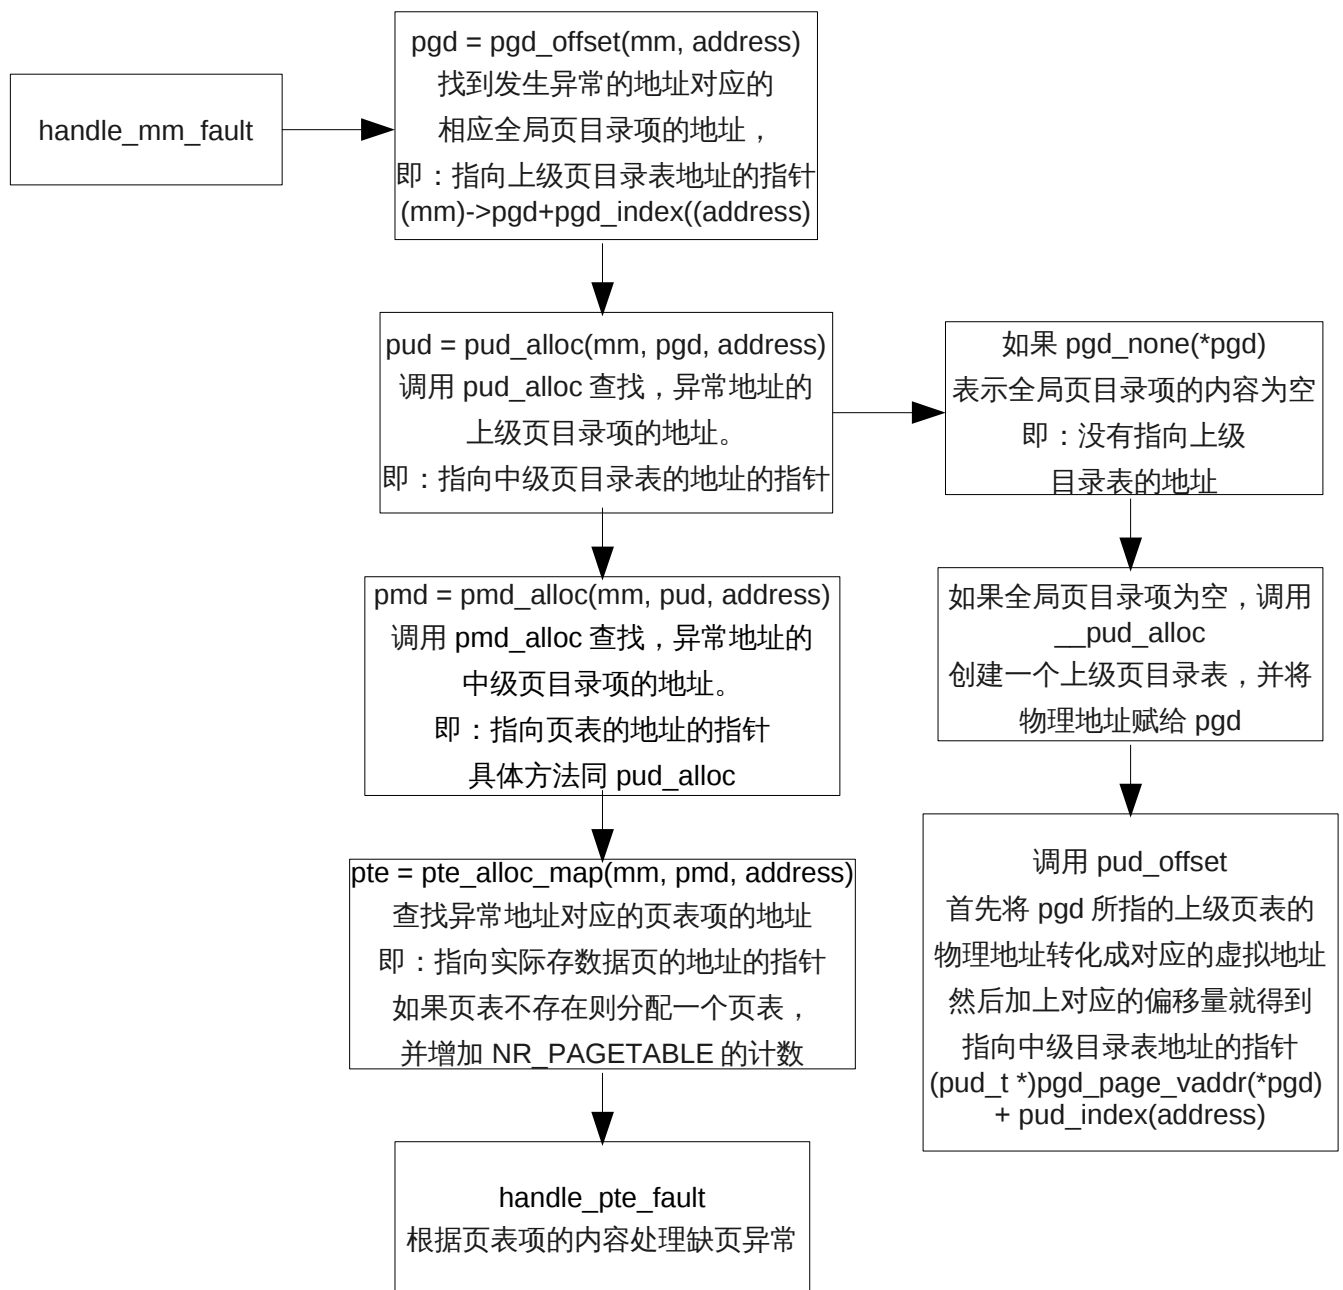 handle_mm_fault
pgd = pgd_offset(mm, address)
找到发生异常的地址对应的
相应全局页目录项的地址，
即：指向上级页目录表地址的指针
(mm)->pgd+pgd_index((address)
pud = pud_alloc(mm, pgd, address)
调用 pud_alloc 查找，异常地址的
上级页目录项的地址。
即：指向中级页目录表的地址的指针
如果 pgd_none(*pgd)
表示全局页目录项的内容为空
即：没有指向上级
目录表的地址
pmd = pmd_alloc(mm, pud, address)
调用 pmd_alloc 查找，异常地址的
中级页目录项的地址。
即：指向页表的地址的指针
具体方法同 pud_alloc
如果全局页目录项为空，调用
__pud_alloc
创建一个上级页目录表，并将
物理地址赋给 pgd
pte = pte_alloc_map(mm, pmd, address)
查找异常地址对应的页表项的地址
即：指向实际存数据页的地址的指针
如果页表不存在则分配一个页表，
并增加 NR_PAGETABLE 的计数
调用 pud_offset
首先将 pgd 所指的上级页表的
物理地址转化成对应的虚拟地址
然后加上对应的偏移量就得到
指向中级目录表地址的指针
(pud_t *)pgd_page_vaddr(*pgd)
+ pud_index(address)
handle_pte_fault
根据页表项的内容处理缺页异常